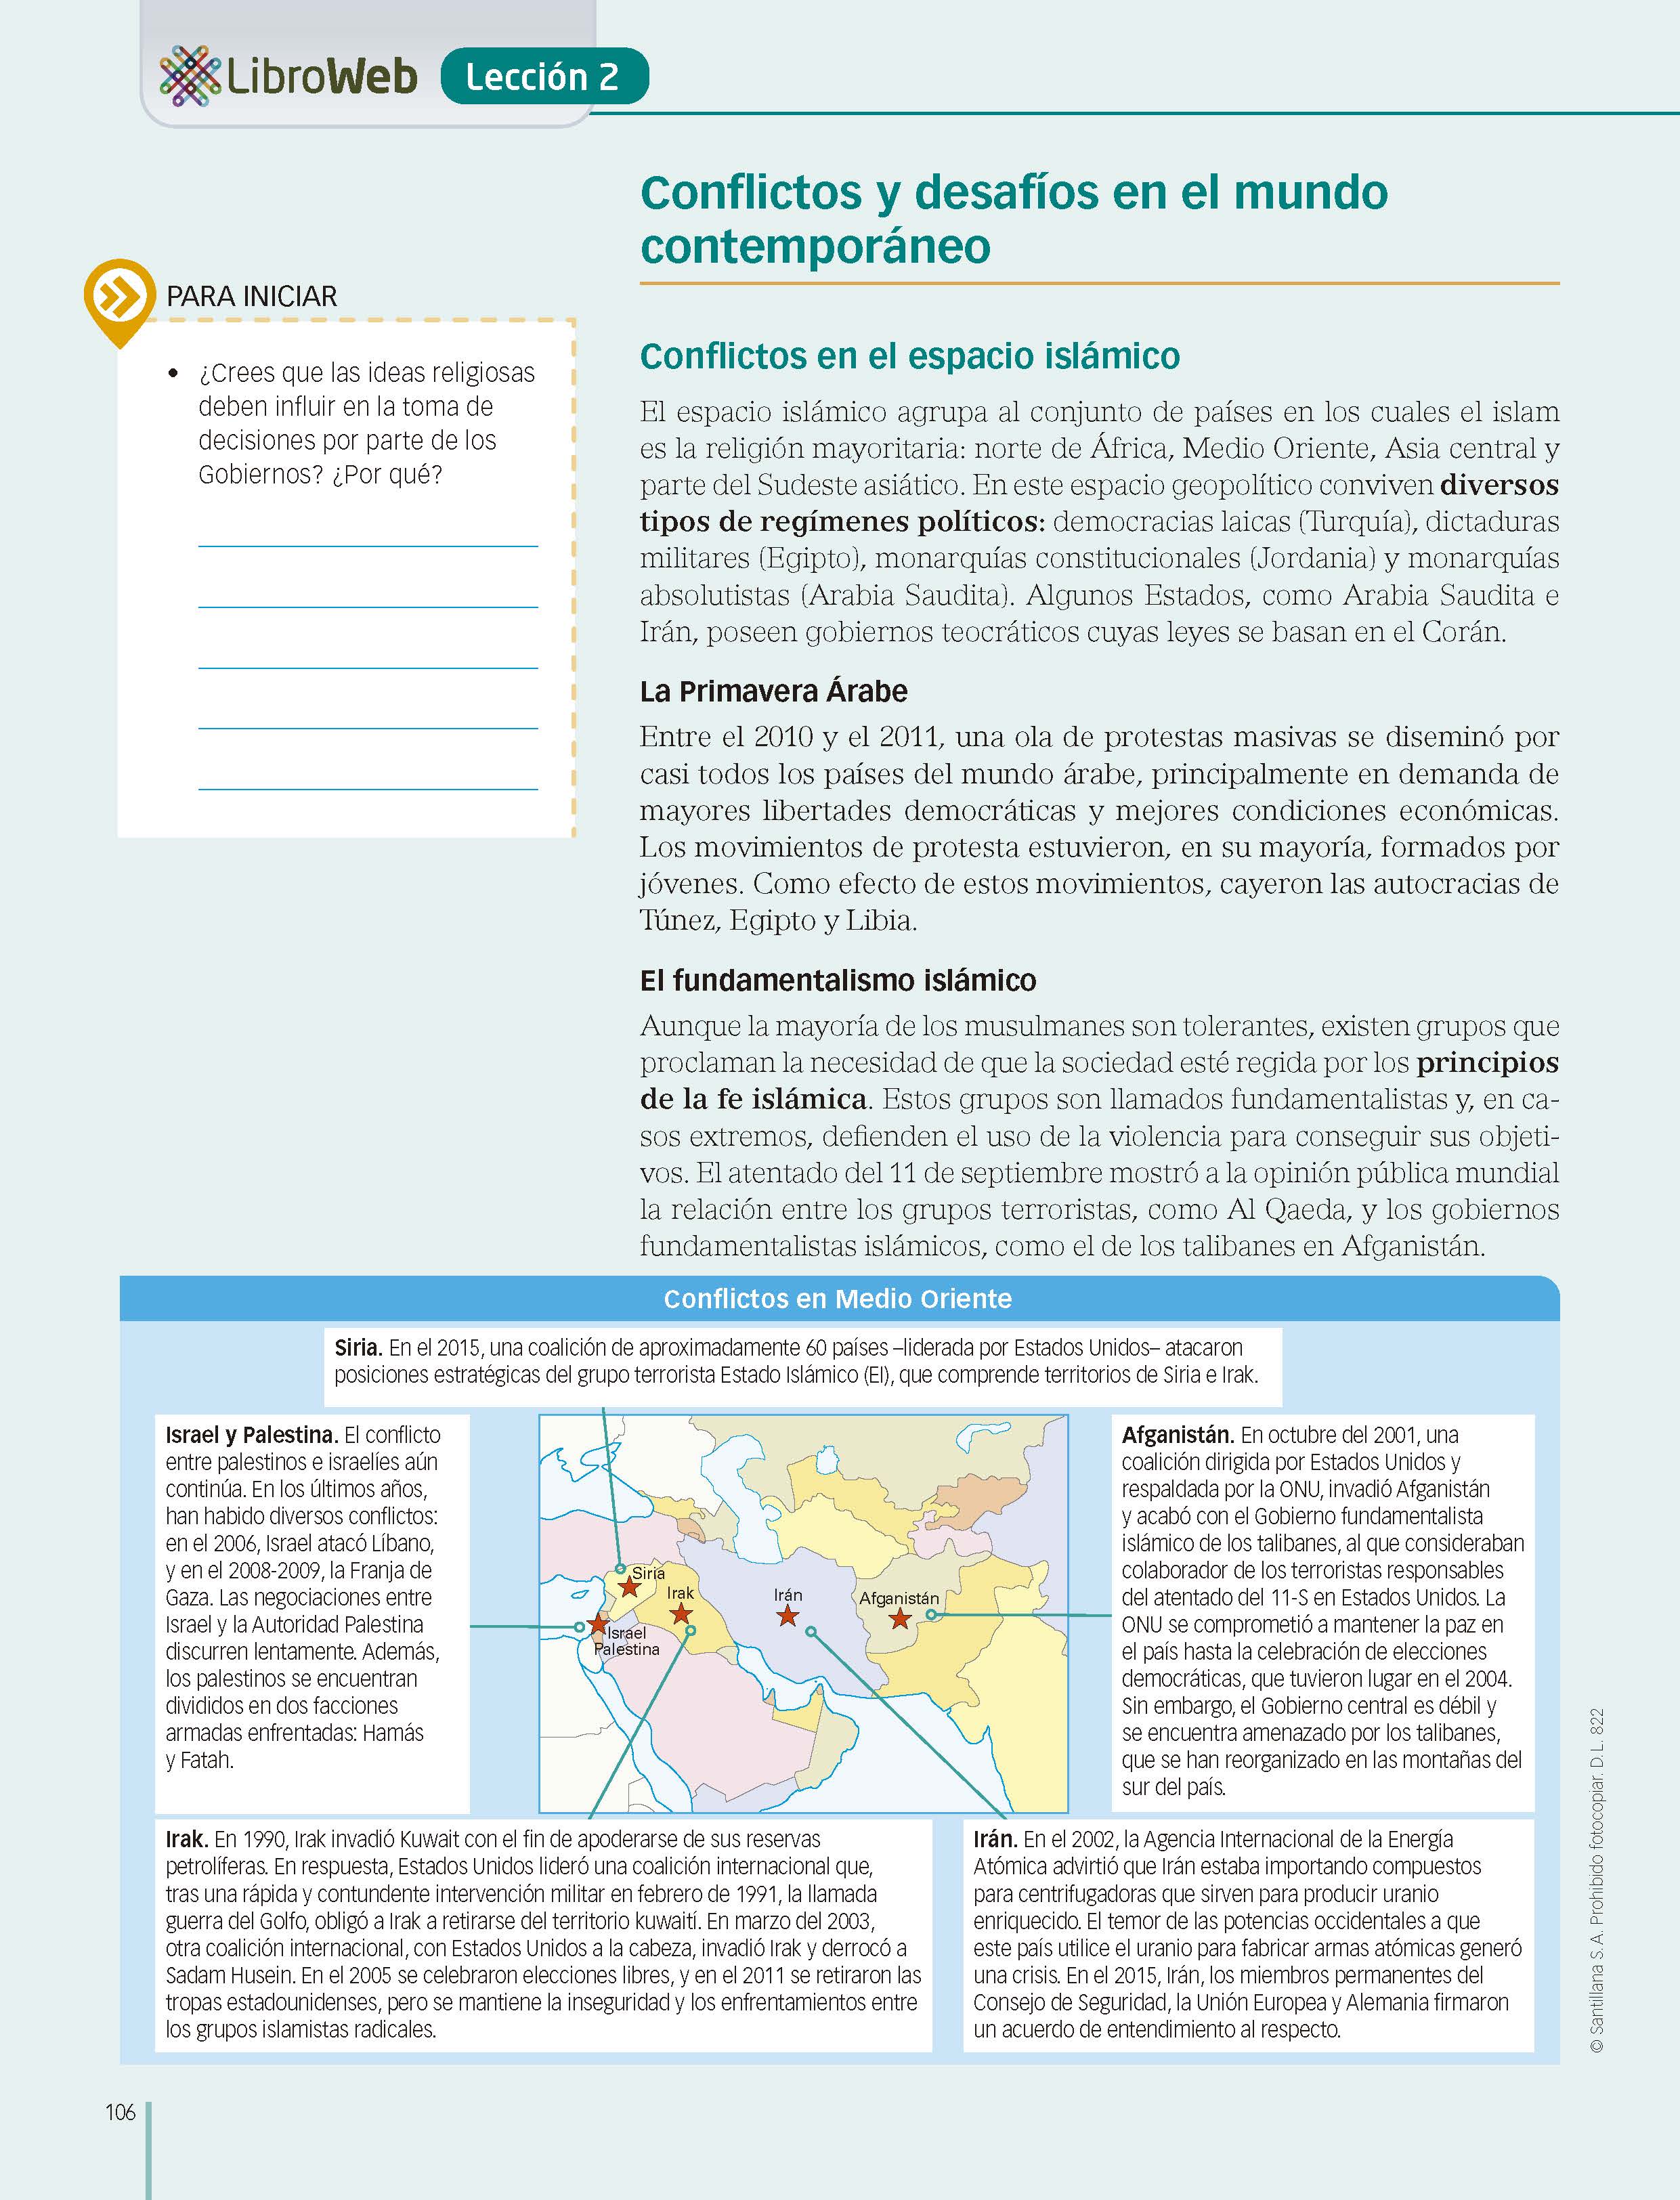 LibroWeb Lección 2
Conflictos y desafíos en el mundo
contemporáneo
PARA INICIAR
• ¿Crees que las ideas religiosas
deben influir en la toma de
decisiones por parte de los
Gobiernos? ¿Por qué?
Conflictos en el espacio islámico
El espacio islámico agrupa al conjunto de países en los cuales el islam
es la religión mayoritaria: norte de África, Medio Oriente, Asia central y
parte del Sudeste asiático. En este espacio geopolítico conviven diversos
tipos de regímenes políticos: democracias laicas (Turquía), dictaduras
militares (Egipto), monarquías constitucionales (Jordania) y monarquías
absolutistas (Arabia Saudita). Algunos Estados, como Arabia Saudita e
Irán, poseen gobiernos teocráticos cuyas leyes se basan en el Corán.
La Primavera Árabe
Entre el 2010 y el 2011, una ola de protestas masivas se diseminó por
casi todos los países del mundo árabe, principalmente en demanda de
mayores libertades democráticas y mejores condiciones económicas.
Los movimientos de protesta estuvieron, en su mayoría, formados por
jóvenes. Como efecto de estos movimientos, cayeron las autocracias de
Túnez, Egipto y Libia.
El fundamentalismo islámico
Aunque la mayoría de los musulmanes son tolerantes, existen grupos que
proclaman la necesidad de que la sociedad esté regida por los principios
de la fe islámica. Estos grupos son llamados fundamentalistas y, en ca-
sos extremos, defienden el uso de la violencia para conseguir sus objeti-
vos. El atentado del 11 de septiembre mostró a la opinión pública mundial
la relación entre los grupos terroristas, como Al Qaeda, y los gobiernos
fundamentalistas islámicos, como el de los talibanes en Afganistán.
Conflictos en Medio Oriente
Siria. En el 2015, una coalición de aproximadamente 60 países –liderada por Estados Unidos– atacaron
posiciones estratégicas del grupo terrorista Estado Islámico (EI), que comprende territorios de Siria e Irak.
Israel y Palestina. El conflicto
entre palestinos e israelíes aún
continúa. En los últimos años,
han habido diversos conflictos:
en el 2006, Israel atacó Líbano,
y en el 2008-2009, la Franja de
Gaza. Las negociaciones entre
Israel y la Autoridad Palestina
discurren lentamente. Además,
los palestinos se encuentran
divididos en dos facciones
armadas enfrentadas: Hamás
y Fatah.
Siria
Irak
Irán
Afganistán
Israel
Palestina
Afganistán. En octubre del 2001, una
coalición dirigida por Estados Unidos y
respaldada por la ONU, invadió Afganistán
y acabó con el Gobierno fundamentalista
islámico de los talibanes, al que consideraban
colaborador de los terroristas responsables
del atentado del 11-S en Estados Unidos. La
ONU se comprometió a mantener la paz en
el país hasta la celebración de elecciones
democráticas, que tuvieron lugar en el 2004.
Sin embargo, el Gobierno central es débil y
se encuentra amenazado por los talibanes,
que se han reorganizado en las montañas del
sur del país.
Irak. En 1990, Irak invadió Kuwait con el fin de apoderarse de sus reservas
petrolíferas. En respuesta, Estados Unidos lideró una coalición internacional que,
tras una rápida y contundente intervención militar en febrero de 1991, la llamada
guerra del Golfo, obligó a Irak a retirarse del territorio kuwaití. En marzo del 2003,
otra coalición internacional, con Estados Unidos a la cabeza, invadió Irak y derrocó a
Sadam Husein. En el 2005 se celebraron elecciones libres, y en el 2011 se retiraron las
tropas estadounidenses, pero se mantiene la inseguridad y los enfrentamientos entre
los grupos islamistas radicales.
Irán. En el 2002, la Agencia Internacional de la Energía
Atómica advirtió que Irán estaba importando compuestos
para centrifugadoras que sirven para producir uranio
enriquecido. El temor de las potencias occidentales a que
este país utilice el uranio para fabricar armas atómicas generó
una crisis. En el 2015, Irán, los miembros permanentes del
Consejo de Seguridad, la Unión Europea y Alemania firmaron
un acuerdo de entendimiento al respecto.
© Santillana S. A. Prohibido fotocopiar. D. L. 822
106